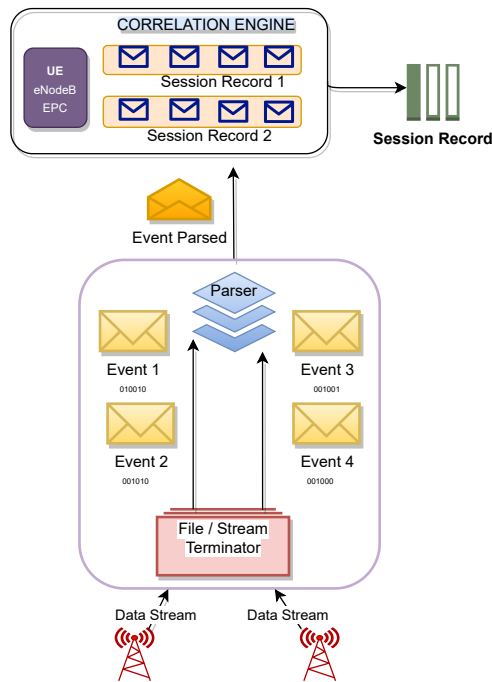 CORRELATION ENGINE
UE
eNodeB
EPC
Session Record 1
Session Record 2
Session Record
Event Parsed
Parser
Event 1
010010
Event 3
001001
Event 2
001010
Event 4
001000
File / Stream
Terminator
Data Stream
Data Stream